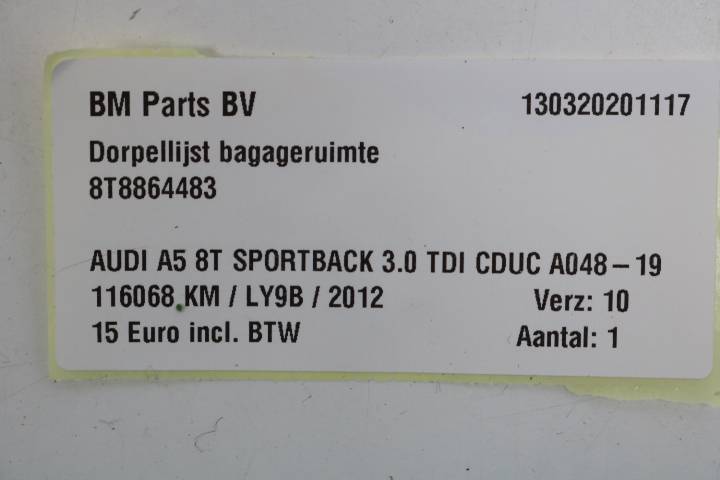 BM Parts BV 130320201117
Dorpellijst bagageruimte
8T8864483
AUDI A5 8T SPORTBACK 3.0 TDI CDUC A048-19
116068 KM / LY9B / 2012 Verz: 10
15 Euro incl. BTW Aantal: 1